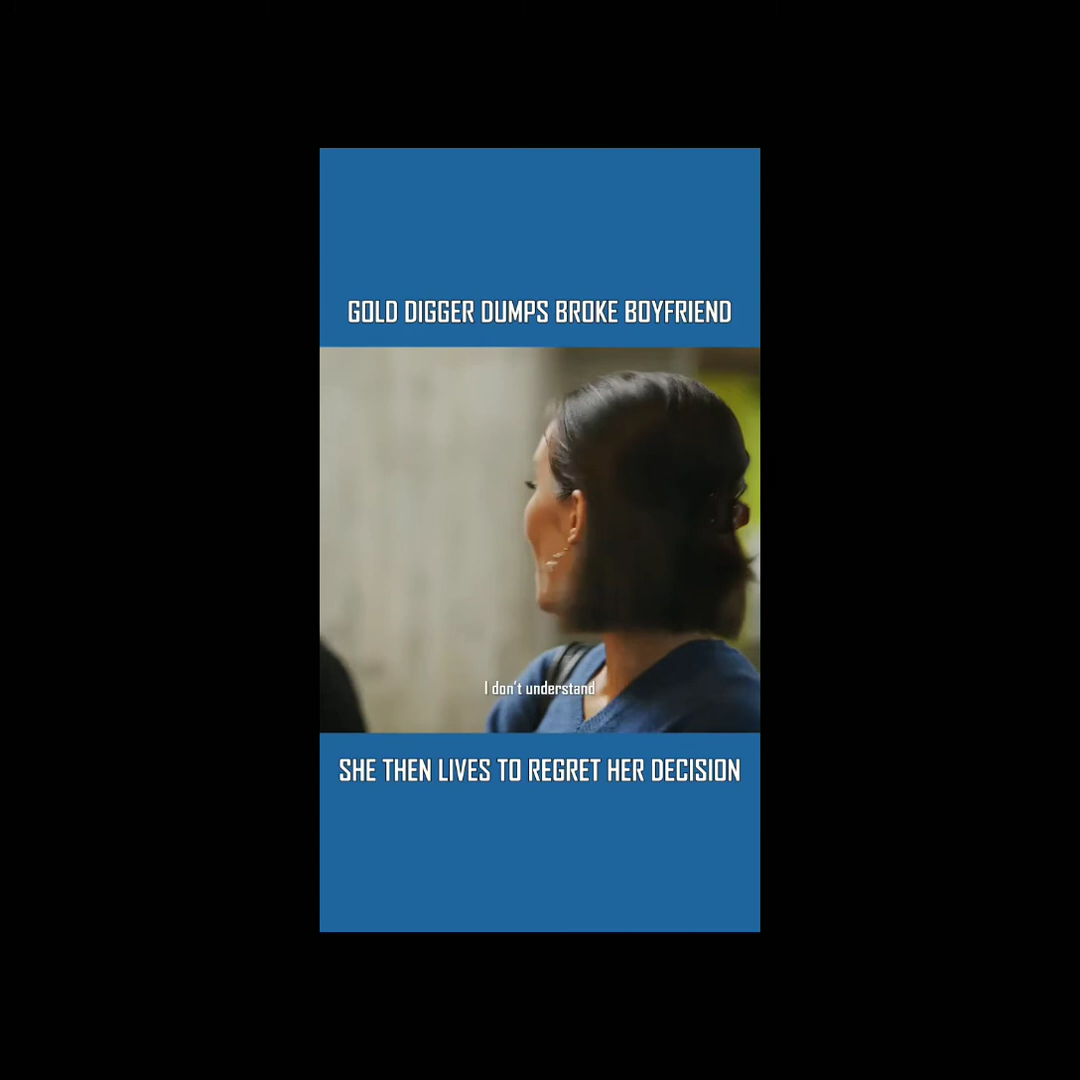 GOLD DIGGER DUMPS BROKE BOYFRIEND
I don't understand
SHE THEN LIVES TO REGRET HER DECISION